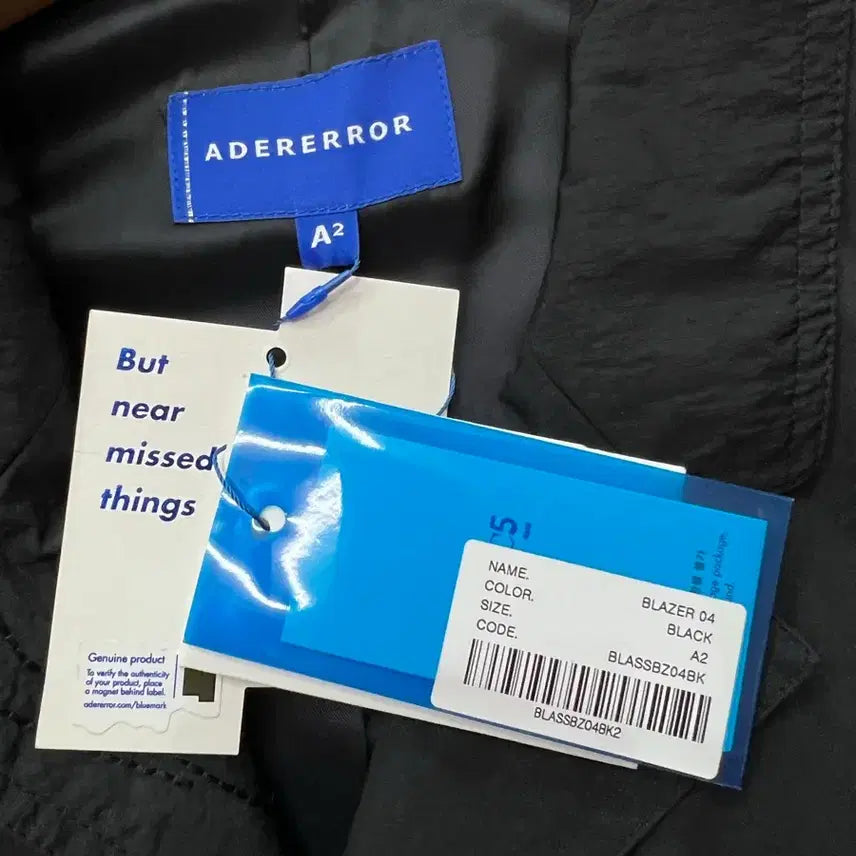 ADERERROR
A²
But
near
missed
things
Genuine product
To verify the authenticity
of your product, place
a magnet behind label.
adererror.com/bluemark
NAME. BLAZER 04
COLOR. BLACK
SIZE. A2
CODE. BLASSBZ04BK
BLASSBZ04BK2
package.